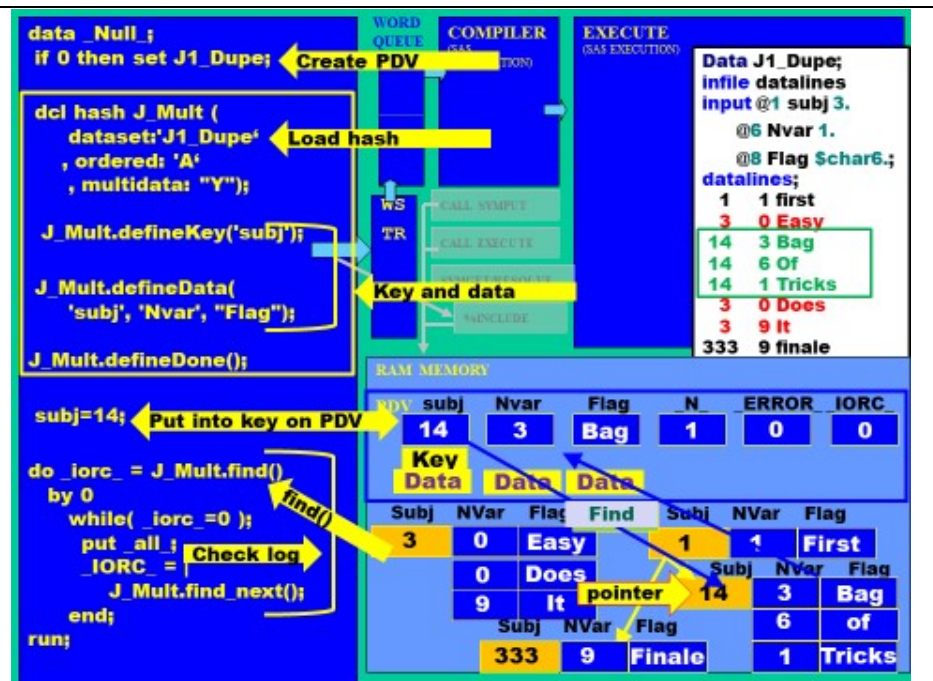 data _Null_;
if 0 then set J1_Dupe;
Create PDV
dcl hash J_Mult (
dataset:'J1_Dupe'
Load hash
, ordered: 'A'
, multidata: "Y");
J_Mult.defineKey('subj');
J_Mult.defineData(
'subj', 'Nvar', "Flag");
Key and data
J_Mult.defineDone();
subj=14;
Put into key on PDV
do _iorc_ = J_Mult.find()
by 0
while( _iorc_=0 );
put _all_;
Check log
_IORC_ =
J_Mult.find_next();
end;
run;
find()
WORD
QUEUE
COMPILER
(SAS
EXECUTE
(SAS EXECUTION)
WS
TR
CALL SYMPUT
CALL EXECUTE
%INCLUDE
Data J1_Dupe;
infile datalines
input @1 subj 3.
@6 Nvar 1.
@8 Flag $char6.;
datalines;
1 1 first
3 0 Easy
14 3 Bag
14 6 Of
14 1 Tricks
3 0 Does
3 9 It
333 9 finale
RAM MEMORY
PDV subj Nvar Flag _N_ _ERROR_ _IORC_
14 3 Bag 1 0 0
Key
Data Data Data
Find
Subj NVar Flag
3 0 Easy
0 Does
9 It
Subj NVar Flag
1 1 First
pointer
Subj NVar Flag
14 3 Bag
6 of
1 Tricks
Subj NVar Flag
333 9 Finale